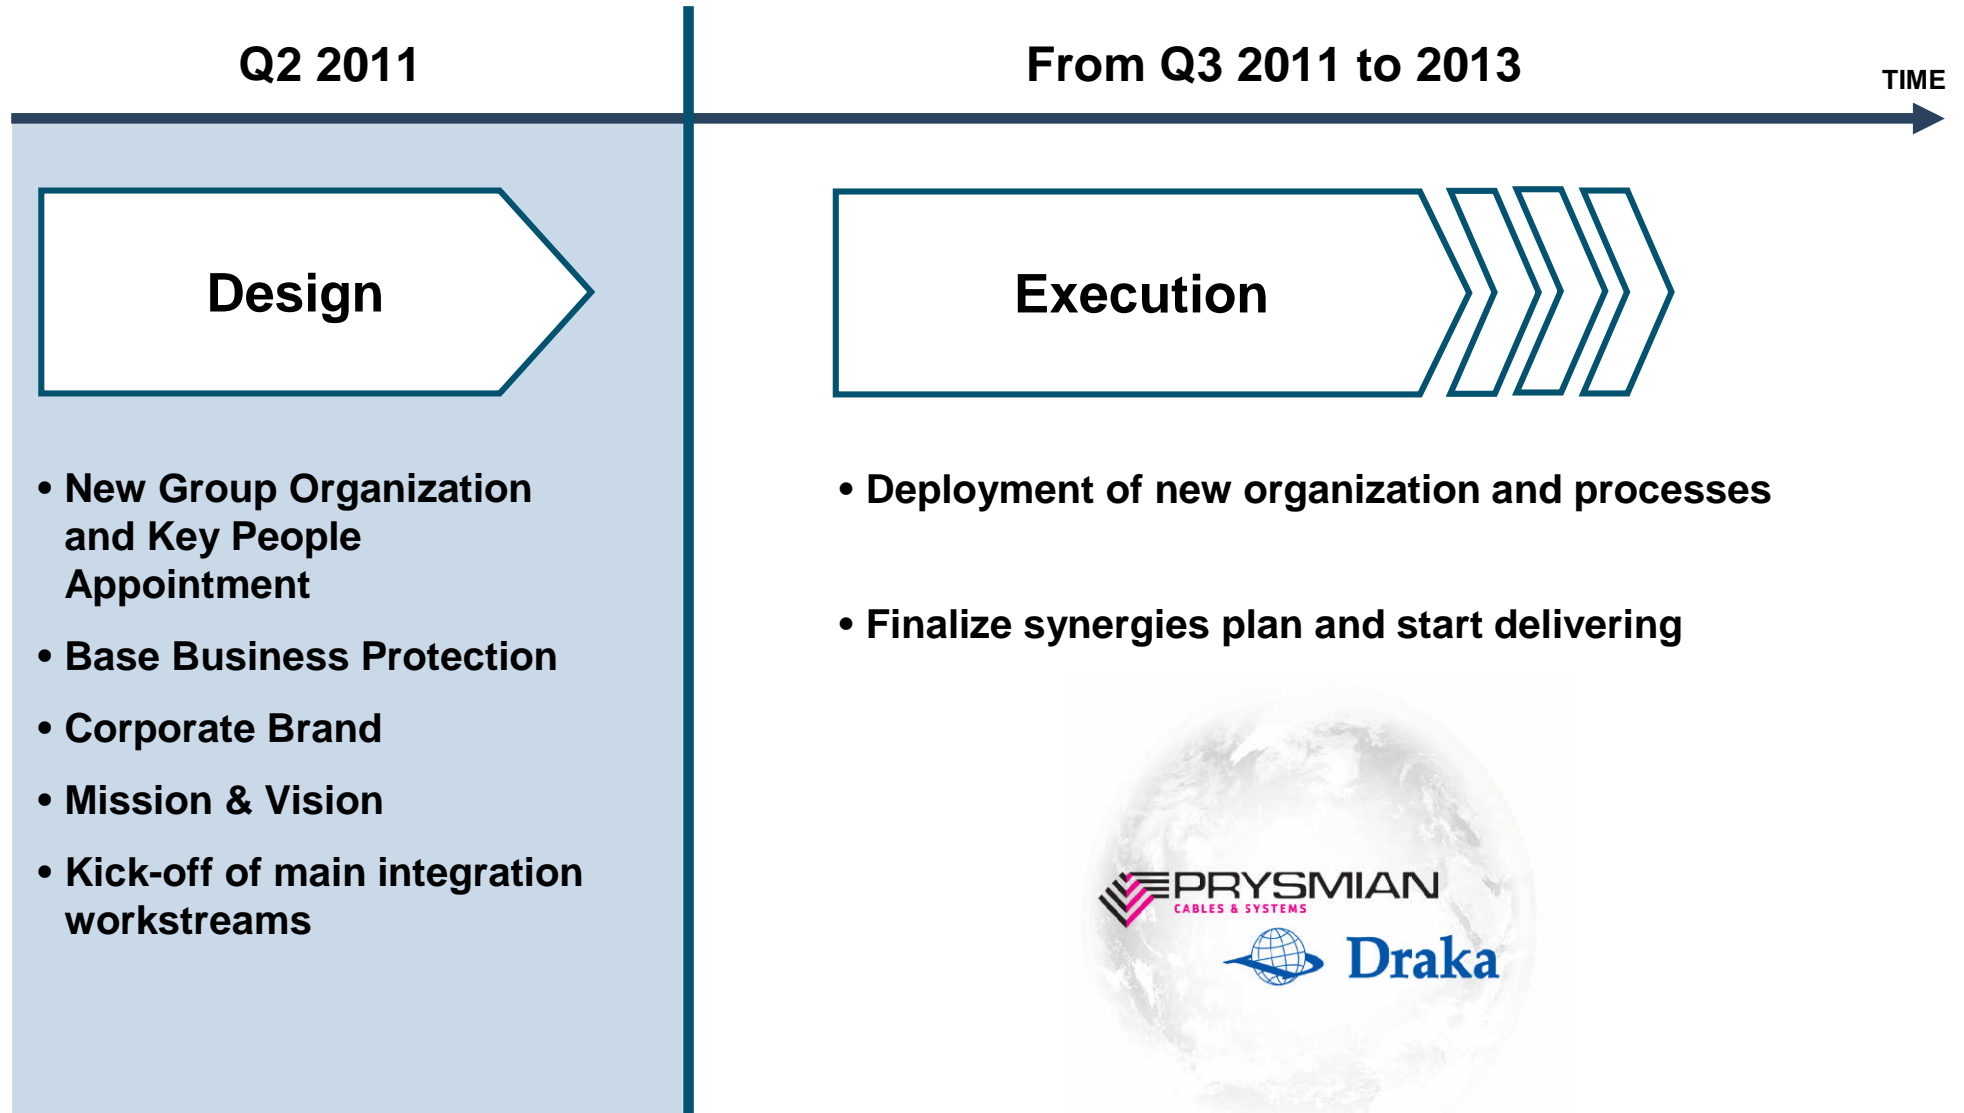 Q2 2011
From Q3 2011 to 2013
TIME
Design
• New Group Organization
and Key People
Appointment
• Base Business Protection
• Corporate Brand
• Mission & Vision
• Kick-off of main integration
workstreams
Execution
• Deployment of new organization and processes
• Finalize synergies plan and start delivering
PRYSMIAN
CABLES & SYSTEMS
Draka